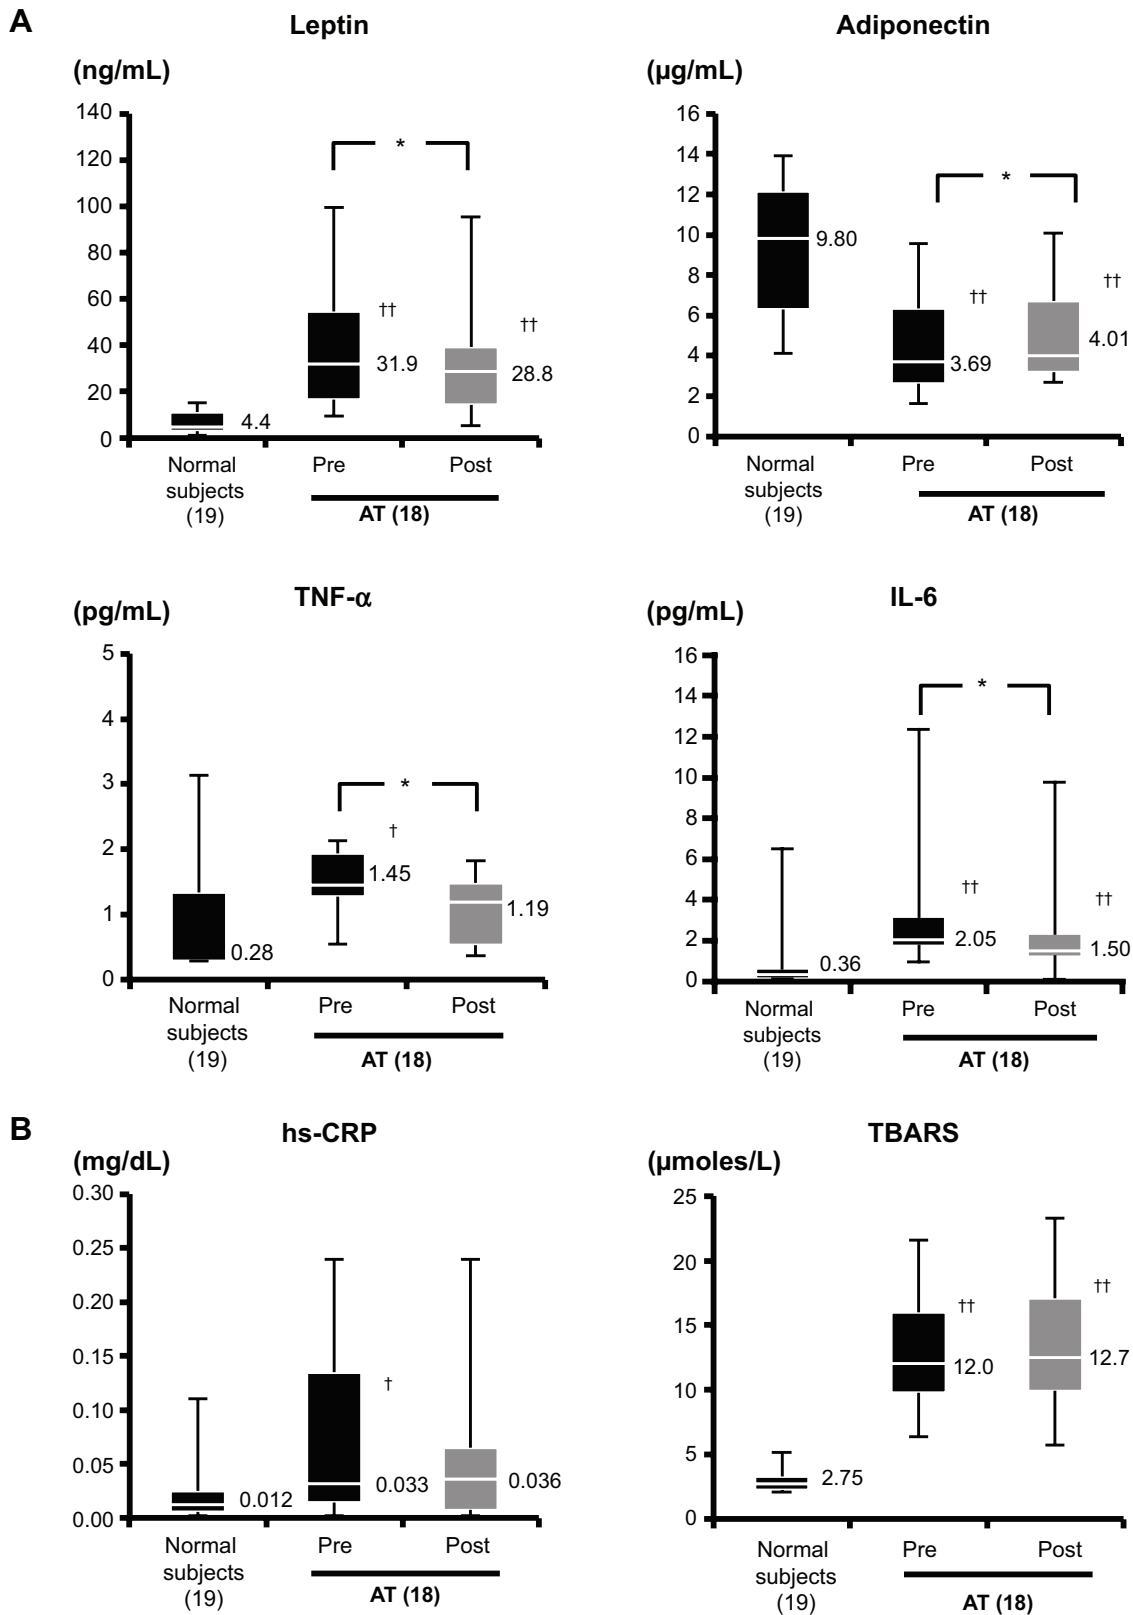 A
Leptin
(ng/mL)
140
120
100
80
60
40
20
0
*
††
††
4.4
31.9
28.8
Normal
subjects
(19)
Pre
Post
AT (18)
Adiponectin
(μg/mL)
16
14
12
10
8
6
4
2
0
*
††
††
9.80
3.69
4.01
Normal
subjects
(19)
Pre
Post
AT (18)
TNF-α
(pg/mL)
5
4
3
2
1
0
*
†
0.28
1.45
1.19
Normal
subjects
(19)
Pre
Post
AT (18)
IL-6
(pg/mL)
16
14
12
10
8
6
4
2
0
*
††
††
0.36
2.05
1.50
Normal
subjects
(19)
Pre
Post
AT (18)
B
hs-CRP
(mg/dL)
0.30
0.25
0.20
0.15
0.10
0.05
0.00
†
0.012
0.033
0.036
Normal
subjects
(19)
Pre
Post
AT (18)
TBARS
(μmoles/L)
25
20
15
10
5
0
††
††
2.75
12.0
12.7
Normal
subjects
(19)
Pre
Post
AT (18)